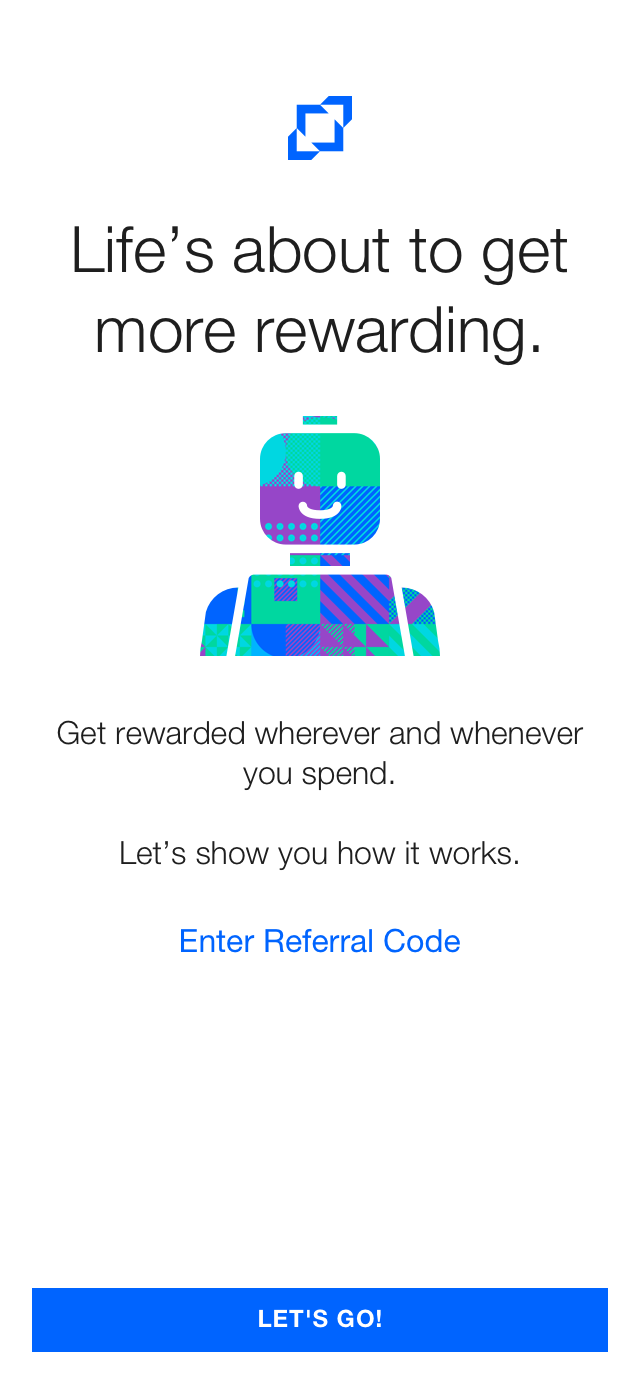 Life’s about to get
more rewarding.
Get rewarded wherever and whenever
you spend.
Let’s show you how it works.
Enter Referral Code
LET'S GO!